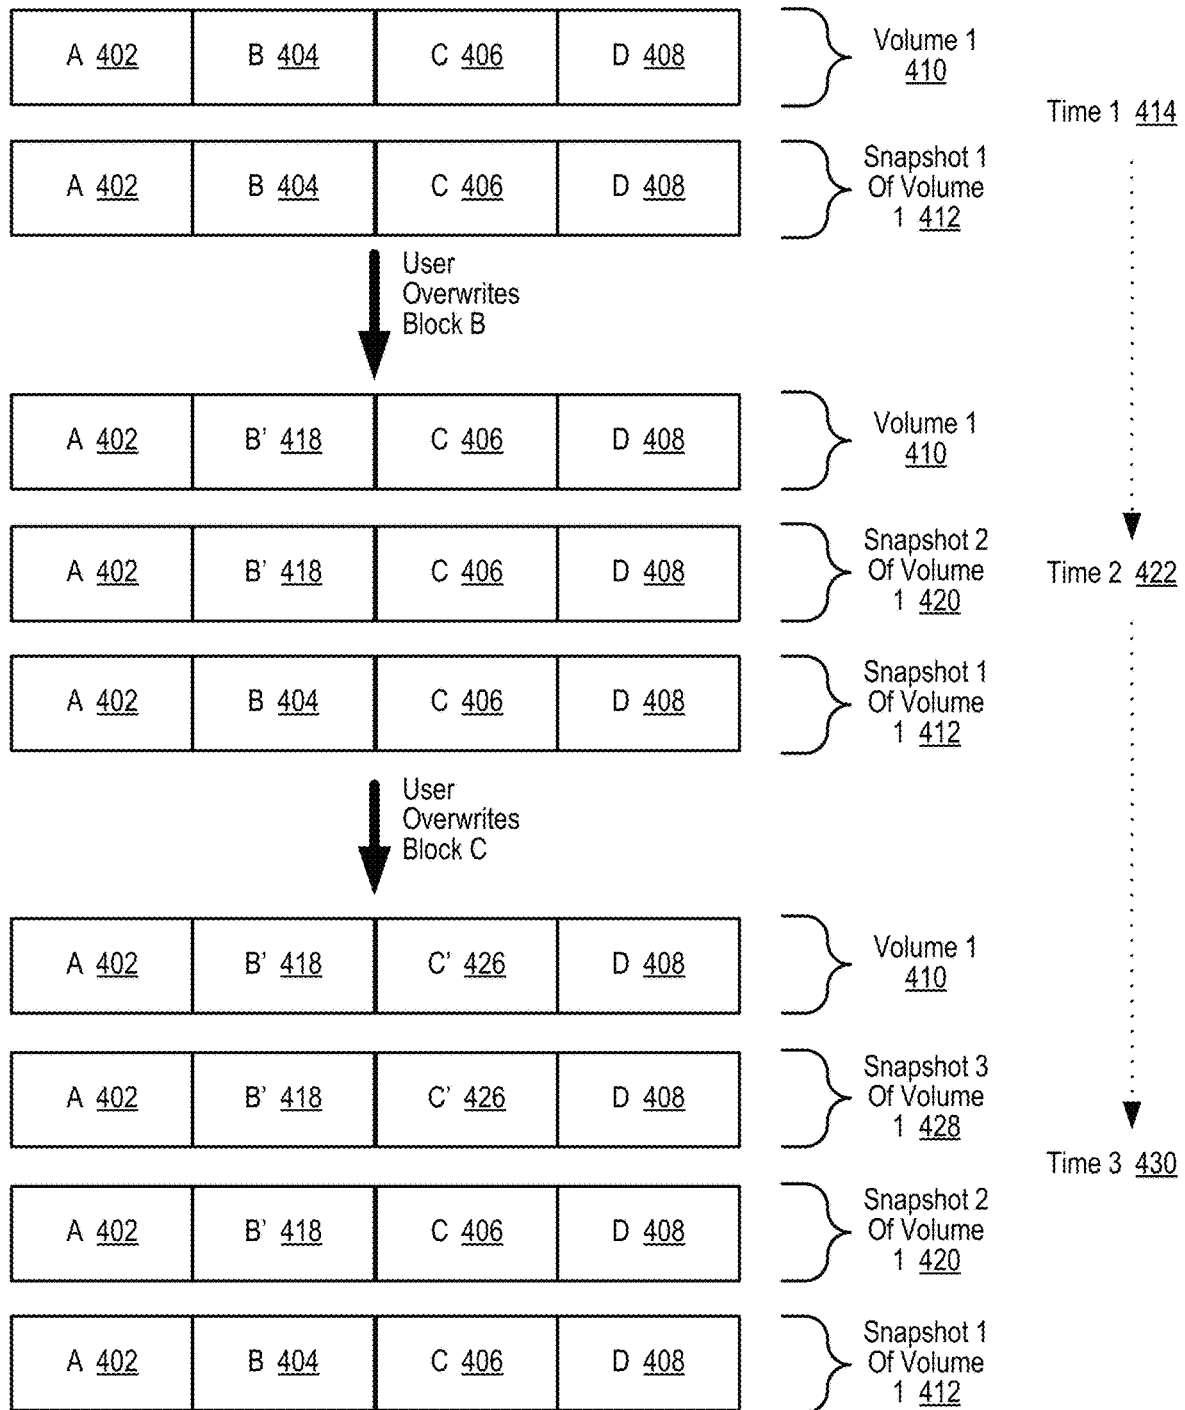 A 402 B 404 C 406 D 408
Volume 1
410
Time 1 414
A 402 B 404 C 406 D 408
Snapshot 1
Of Volume
1 412
User
Overwrites
Block B
A 402 B' 418 C 406 D 408
Volume 1
410
A 402 B' 418 C 406 D 408
Snapshot 2
Of Volume
1 420
Time 2 422
A 402 B 404 C 406 D 408
Snapshot 1
Of Volume
1 412
User
Overwrites
Block C
A 402 B' 418 C' 426 D 408
Volume 1
410
A 402 B' 418 C' 426 D 408
Snapshot 3
Of Volume
1 428
Time 3 430
A 402 B' 418 C 406 D 408
Snapshot 2
Of Volume
1 420
A 402 B 404 C 406 D 408
Snapshot 1
Of Volume
1 412